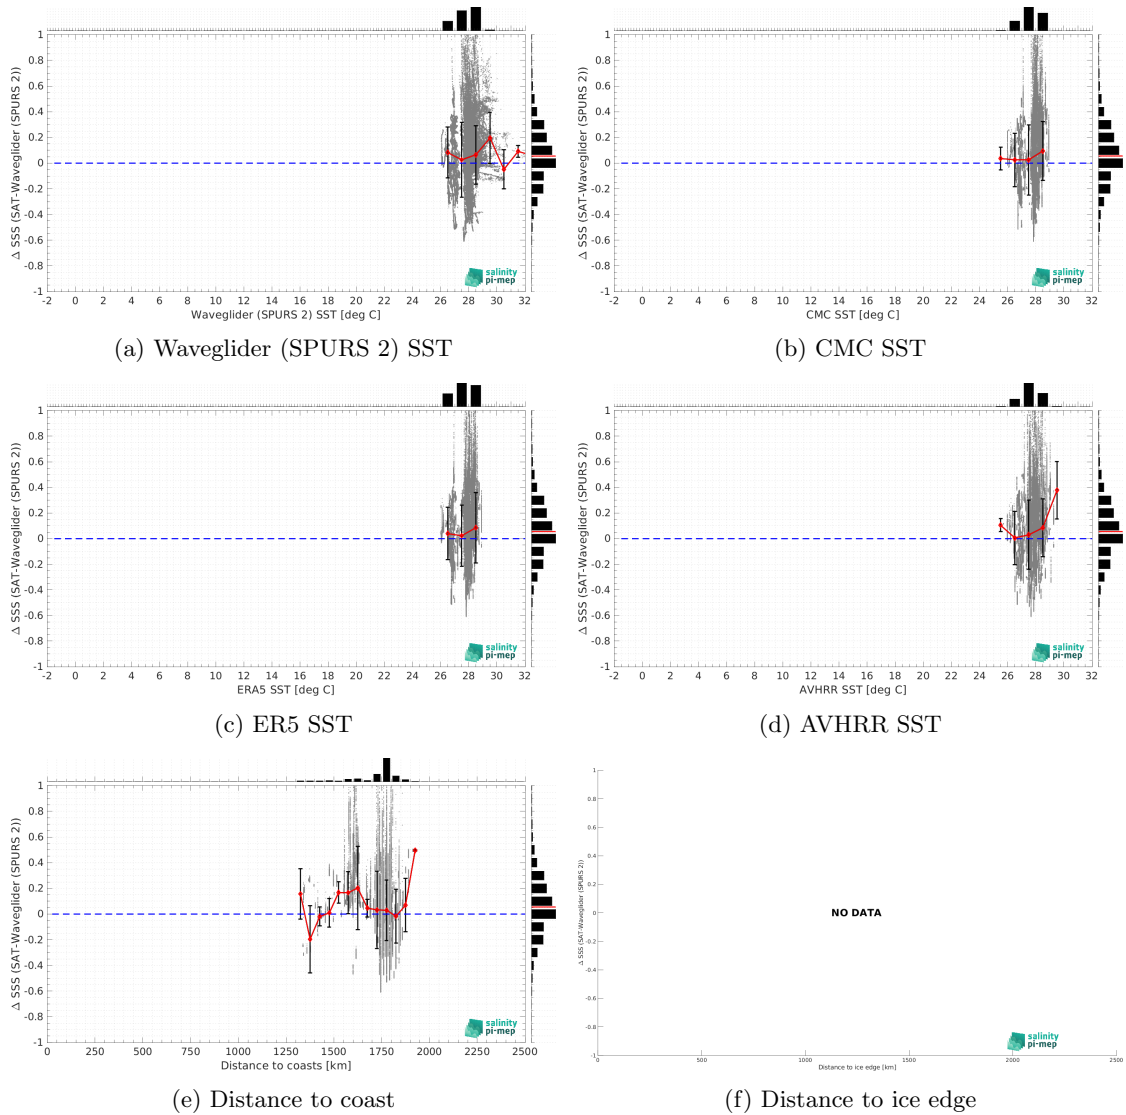 1
0.8
0.6
0.4
0.2
0
-0.2
-0.4
-0.6
-0.8
-1
Δ SSS (SAT-Waveglider (SPURS 2))
-2 0 2 4 6 8 10 12 14 16 18 20 22 24 26 28 30 32
Waveglider (SPURS 2) SST [deg C]
salinity
pi-mep
(a) Waveglider (SPURS 2) SST
1
0.8
0.6
0.4
0.2
0
-0.2
-0.4
-0.6
-0.8
-1
Δ SSS (SAT-Waveglider (SPURS 2))
-2 0 2 4 6 8 10 12 14 16 18 20 22 24 26 28 30 32
CMC SST [deg C]
salinity
pi-mep
(b) CMC SST
1
0.8
0.6
0.4
0.2
0
-0.2
-0.4
-0.6
-0.8
-1
Δ SSS (SAT-Waveglider (SPURS 2))
-2 0 2 4 6 8 10 12 14 16 18 20 22 24 26 28 30 32
ERA5 SST [deg C]
salinity
pi-mep
(c) ER5 SST
1
0.8
0.6
0.4
0.2
0
-0.2
-0.4
-0.6
-0.8
-1
Δ SSS (SAT-Waveglider (SPURS 2))
-2 0 2 4 6 8 10 12 14 16 18 20 22 24 26 28 30 32
AVHRR SST [deg C]
salinity
pi-mep
(d) AVHRR SST
1
0.8
0.6
0.4
0.2
0
-0.2
-0.4
-0.6
-0.8
-1
Δ SSS (SAT-Waveglider (SPURS 2))
0 250 500 750 1000 1250 1500 1750 2000 2250 2500
Distance to coasts [km]
salinity
pi-mep
(e) Distance to coast
1
0.8
0.6
0.4
0.2
0
-0.2
-0.4
-0.6
-0.8
-1
Δ SSS (SAT-Waveglider (SPURS 2))
NO DATA
0 500 1000 1500 2000 2500
Distance to ice edge [km]
salinity
pi-mep
(f) Distance to ice edge